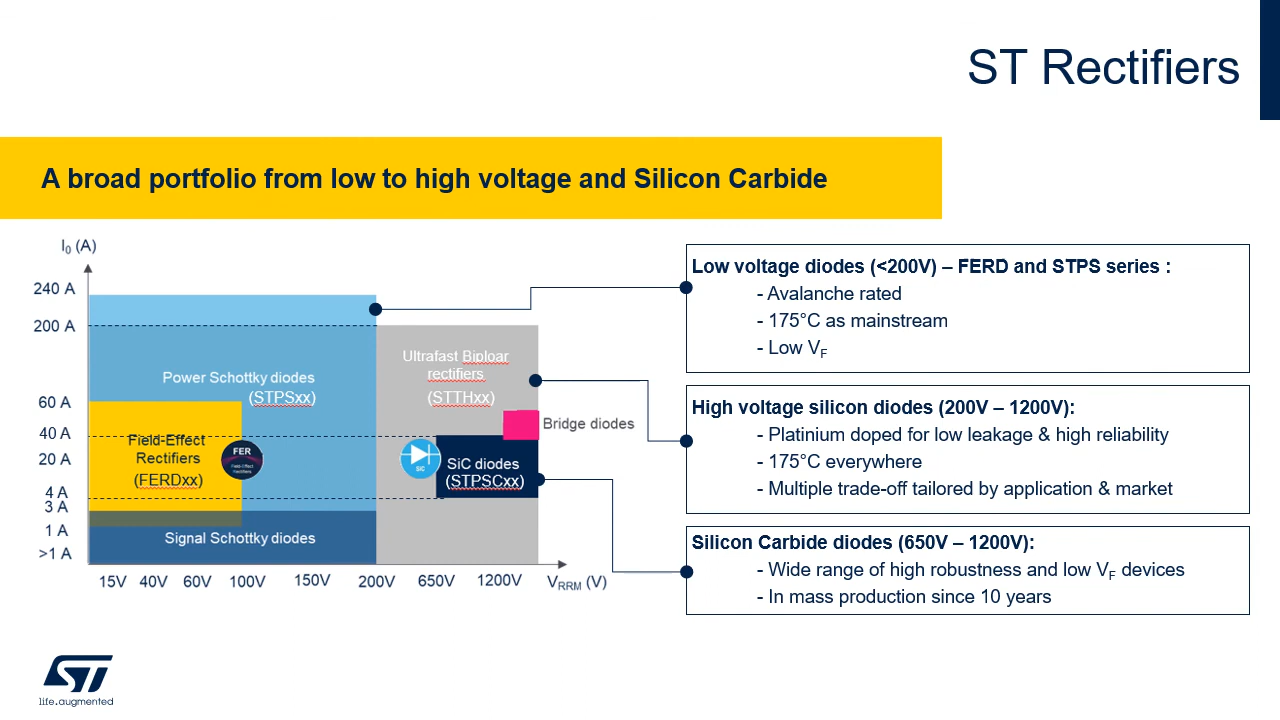 ST Rectifiers
A broad portfolio from low to high voltage and Silicon Carbide
I0 (A)
240 A
200 A
60 A
40 A
20 A
4 A
3 A
1 A
>1 A
Power Schottky diodes
(STPSxx)
Field-Effect
Rectifiers
(FERDxx)
FER
Field-Effect
Rectifiers
Signal Schottky diodes
Ultrafast Biploar
rectifiers
(STTHxx)
Bridge diodes
SiC
SiC diodes
(STPSCxx)
15V 40V 60V 100V 150V 200V 650V 1200V VRRM (V)
Low voltage diodes (<200V) – FERD and STPS series :
- Avalanche rated
- 175°C as mainstream
- Low VF
High voltage silicon diodes (200V – 1200V):
- Platinium doped for low leakage & high reliability
- 175°C everywhere
- Multiple trade-off tailored by application & market
Silicon Carbide diodes (650V – 1200V):
- Wide range of high robustness and low VF devices
- In mass production since 10 years
ST
life.augmented